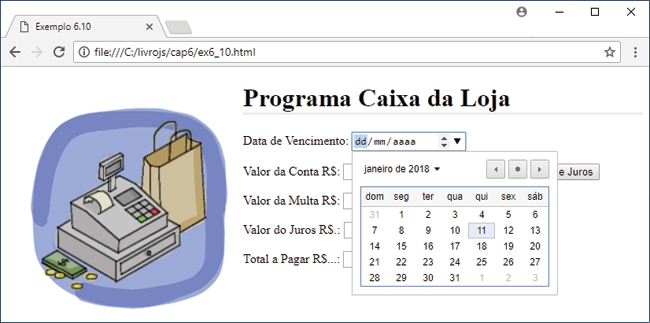 Exemplo 6.10
file:///C:/livrojs/cap6/ex6_10.html
Programa Caixa da Loja
Data de Vencimento: dd/mm/aaaa
Valor da Conta R$: e Juros
Valor da Multa R$:
Valor do Juros R$.:
Total a Pagar R$...:
janeiro de 2018
dom seg ter qua qui sex sáb
31 1 2 3 4 5 6
7 8 9 10 11 12 13
14 15 16 17 18 19 20
21 22 23 24 25 26 27
28 29 30 31 1 2 3